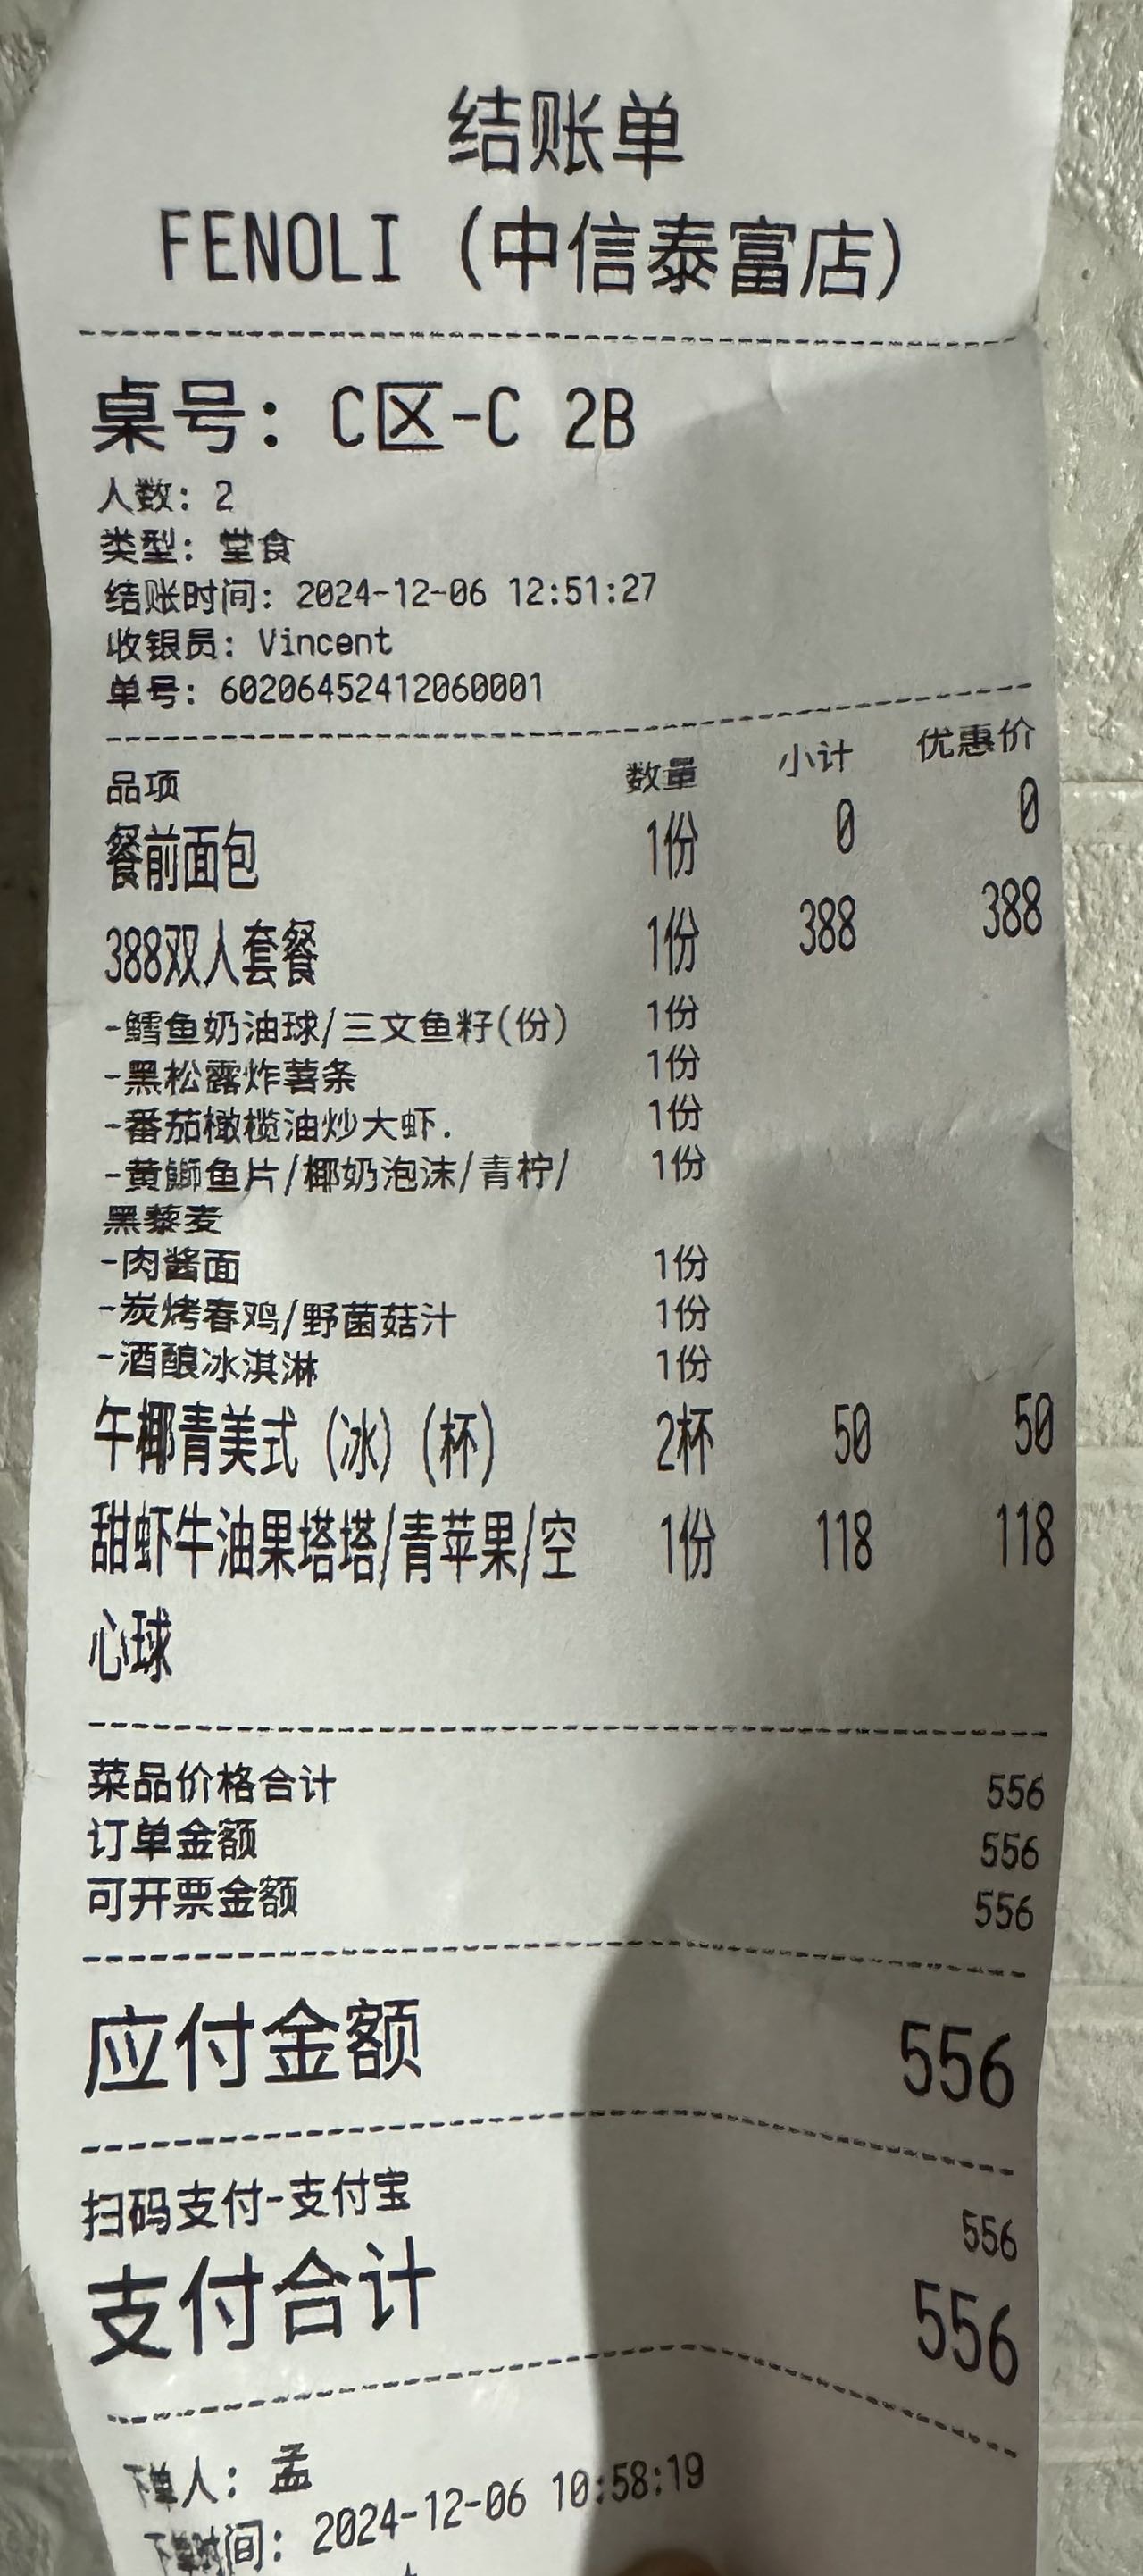 结账单
FENOLI (中信泰富店)
桌号: C区-C 2B
人数: 2
类型: 堂食
结账时间: 2024-12-06 12:51:27
收银员: Vincent
单号: 60206452412060001
品项 数量 小计 优惠价
餐前面包 1份 0 0
388双人套餐 1份 388 388
-鳕鱼奶油球/三文鱼籽(份) 1份
-黑松露炸薯条 1份
-番茄橄榄油炒大虾. 1份
-黄鰤鱼片/椰奶泡沫/青柠/ 1份
黑藜麦
-肉酱面 1份
-炭烤春鸡/野菌菇汁 1份
-酒酿冰淇淋 1份
午椰青美式 (冰) (杯) 2杯 50 50
甜虾牛油果塔塔/青苹果/空 1份 118 118
心球
菜品价格合计 556
订单金额 556
可开票金额 556
应付金额 556
扫码支付-支付宝 556
支付合计 556
下单人: 孟
下单时间: 2024-12-06 10:58:19